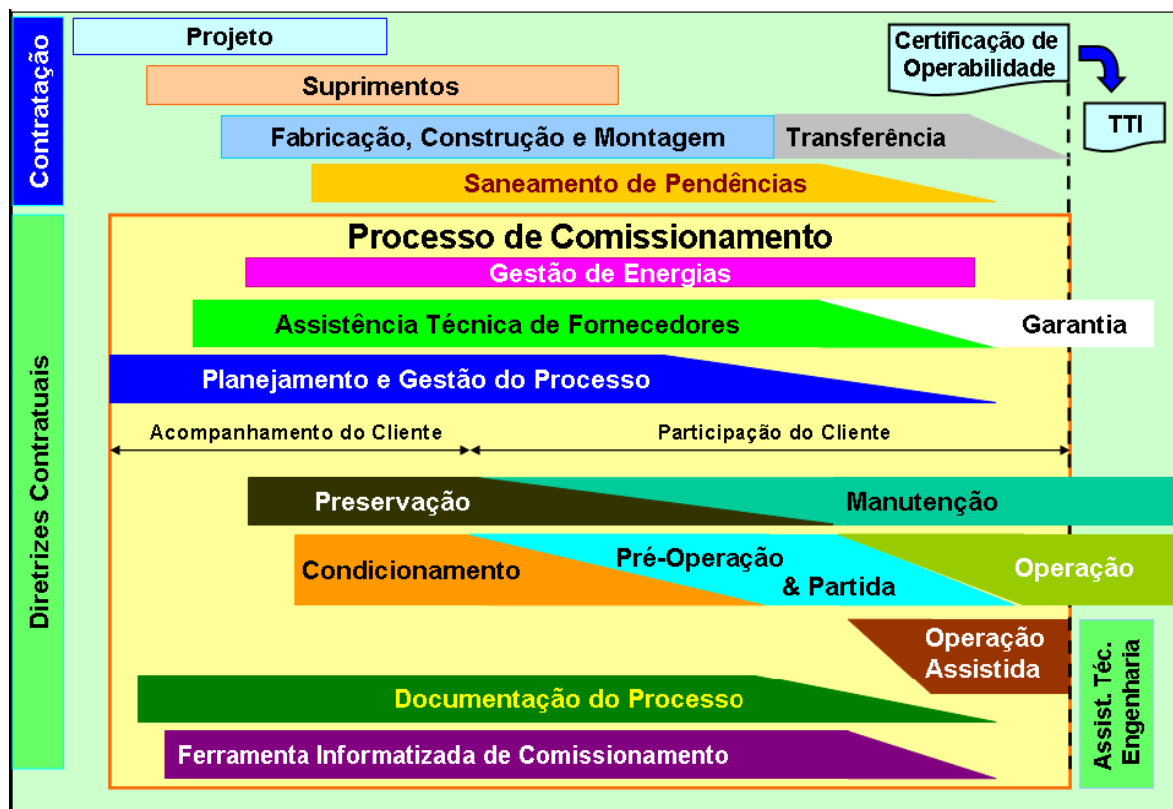 Contratação
Projeto
Certificação de
Operabilidade
Suprimentos
TTI
Fabricação, Construção e Montagem
Transferência
Saneamento de Pendências
Diretrizes Contratuais
Processo de Comissionamento
Gestão de Energias
Assistência Técnica de Fornecedores
Garantia
Planejamento e Gestão do Processo
Acompanhamento do Cliente
Participação do Cliente
Preservação
Manutenção
Condicionamento
Pré-Operação
& Partida
Operação
Operação
Assistida
Assist. Téc.
Engenharia
Documentação do Processo
Ferramenta Informatizada de Comissionamento